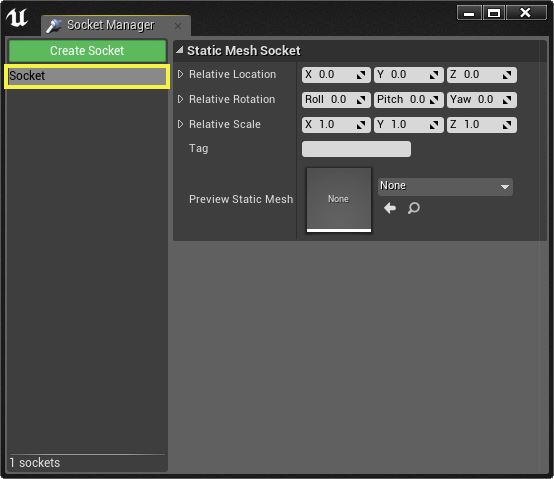 Socket Manager
Create Socket
Socket
1 sockets
Static Mesh Socket
Relative Location X 0.0 Y 0.0 Z 0.0
Relative Rotation Roll 0.0 Pitch 0.0 Yaw 0.0
Relative Scale X 1.0 Y 1.0 Z 1.0
Tag
Preview Static Mesh None None